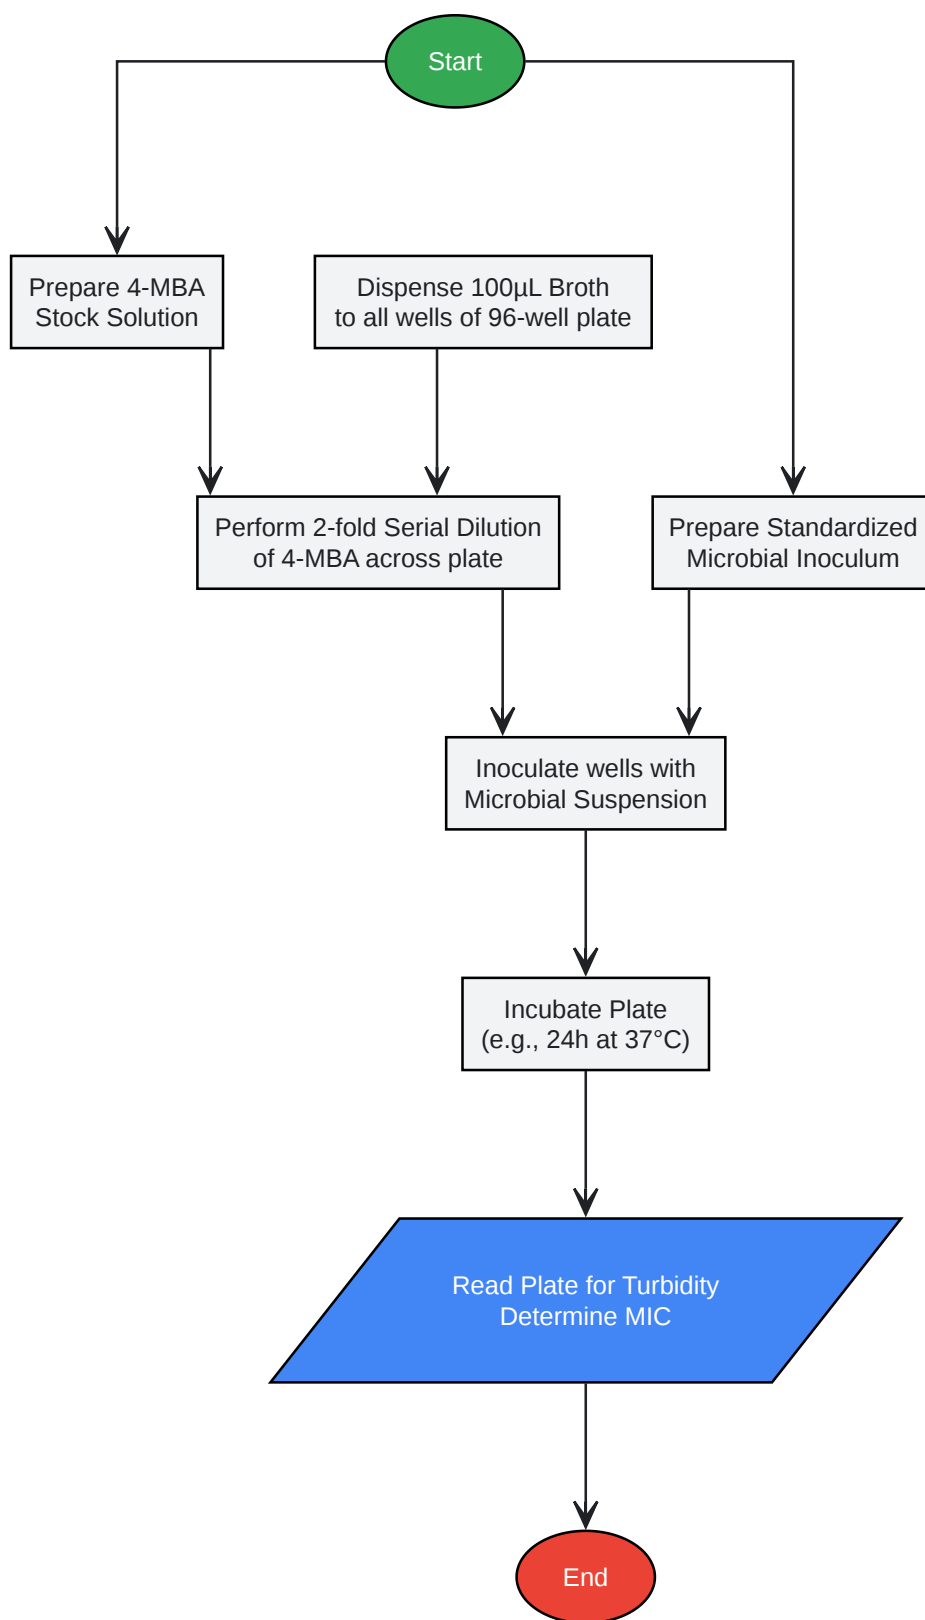 Start
Prepare 4-MBA
Stock Solution
Dispense 100µL Broth
to all wells of 96-well plate
Perform 2-fold Serial Dilution
of 4-MBA across plate
Prepare Standardized
Microbial Inoculum
Inoculate wells with
Microbial Suspension
Incubate Plate
(e.g., 24h at 37°C)
Read Plate for Turbidity
Determine MIC
End